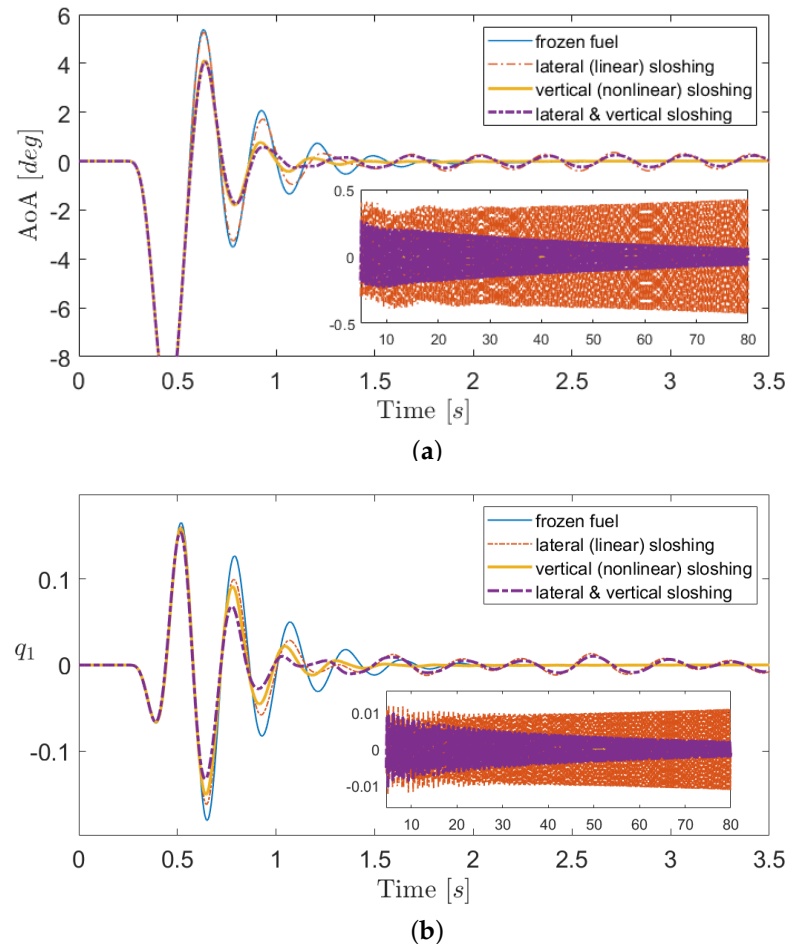 6
4
2
0
-2
-4
-6
-8
AoA [deg]
frozen fuel
lateral (linear) sloshing
vertical (nonlinear) sloshing
lateral & vertical sloshing
0.5
0
-0.5
10 20 30 40 50 60 70 80
0 0.5 1 1.5 2 2.5 3 3.5
Time [s]
(a)
0.1
0
-0.1
q1
frozen fuel
lateral (linear) sloshing
vertical (nonlinear) sloshing
lateral & vertical sloshing
0.01
0
-0.01
10 20 30 40 50 60 70 80
0 0.5 1 1.5 2 2.5 3 3.5
Time [s]
(b)